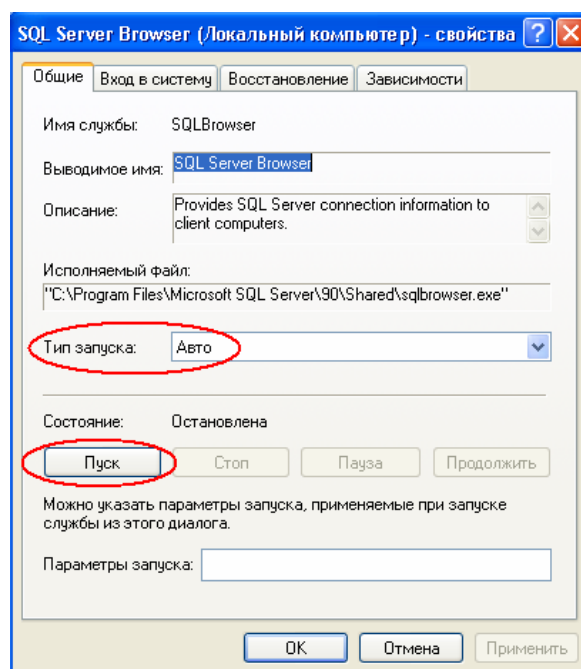 SQL Server Browser (Локальный компьютер) - свойства
Общие Вход в систему Восстановление Зависимости
Имя службы: SQLBrowser
Выводимое имя: SQL Server Browser
Описание: Provides SQL Server connection information to
client computers.
Исполняемый файл:
"C:\Program Files\Microsoft SQL Server\90\Shared\sqlbrowser.exe"
Тип запуска: Авто
Состояние: Остановлена
Пуск Стоп Пауза Продолжить
Можно указать параметры запуска, применяемые при запуске
службы из этого диалога.
Параметры запуска:
OK Отмена Применить